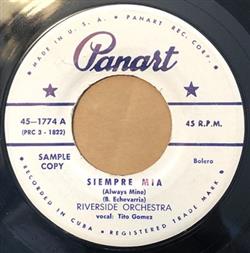 ★ MADE IN U.S.A. • PANART REC. CORP. ★
Panart
45-1774 A
(PRC 3 - 1822)
45 R.P.M.
SAMPLE
COPY
Bolero
SIEMPRE MIA
(Always Mine)
(B. Echevarria)
RIVERSIDE ORCHESTRA
vocal: Tito Gomez
RECORDED IN CUBA • REGISTERED TRADE MARK